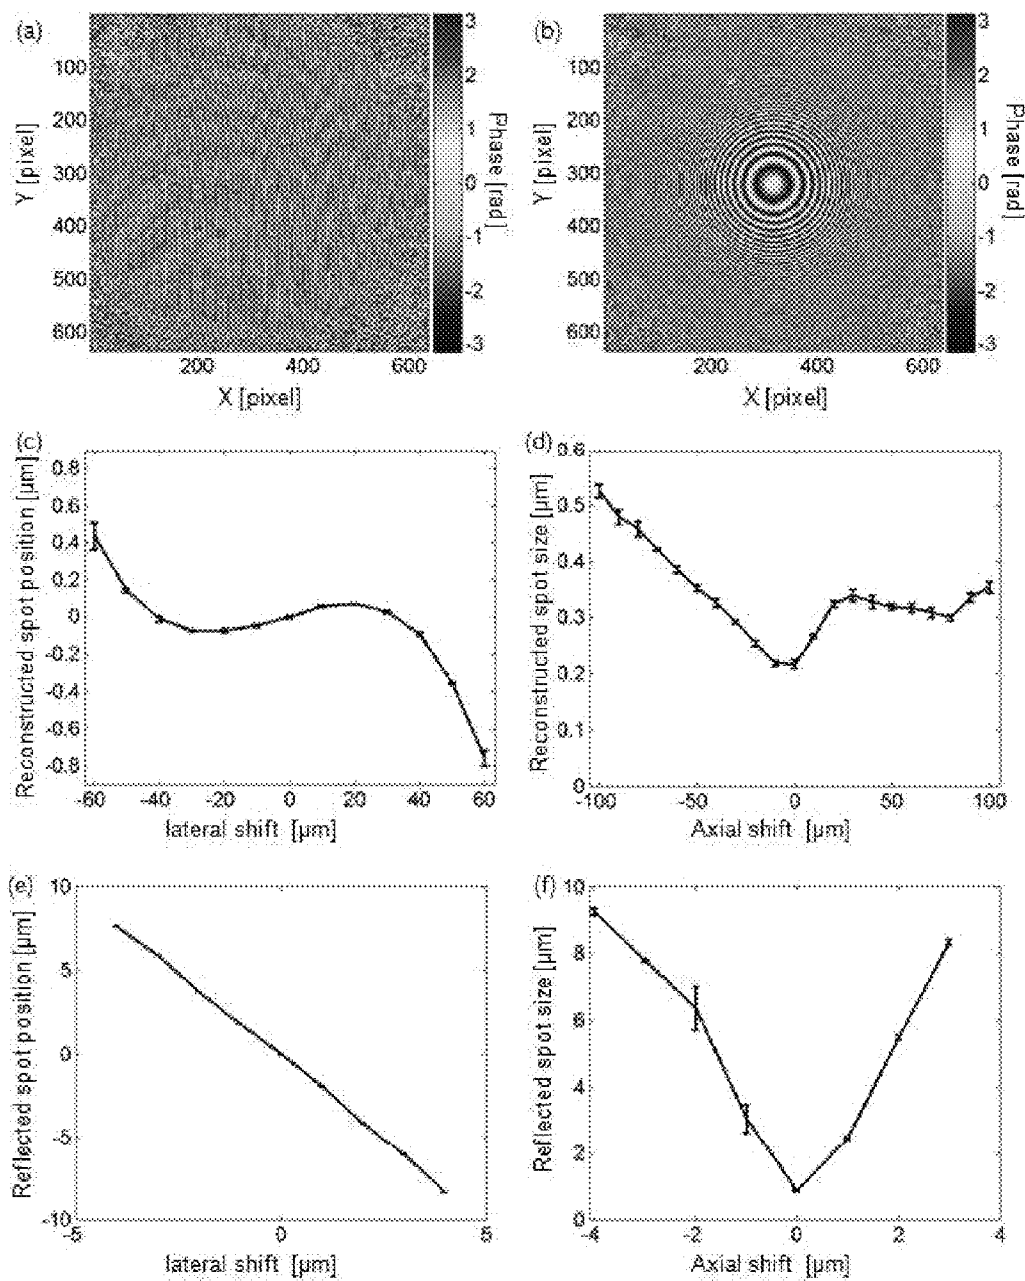 (a)
100
200
300
400
500
600
Y [pixel]
200 400 600
X [pixel]
3
2
1
0
-1
-2
-3
Phase [rad]
(b)
100
200
300
400
500
600
Y [pixel]
200 400 600
X [pixel]
3
2
1
0
-1
-2
-3
Phase [rad]
(c)
0.8
0.6
0.4
0.2
0
-0.2
-0.4
-0.6
-0.8
Reconstructed spot position [µm]
-60 -40 -20 0 20 40 60
lateral shift [µm]
(d)
0.6
0.5
0.4
0.3
0.2
0.1
0
Reconstructed spot size [µm]
-100 -50 0 50 100
Axial shift [µm]
(e)
10
5
0
-5
-10
Reflected spot position [µm]
-5 0 5
lateral shift [µm]
(f)
10
8
6
4
2
0
Reflected spot size [µm]
-4 -2 0 2 4
Axial shift [µm]